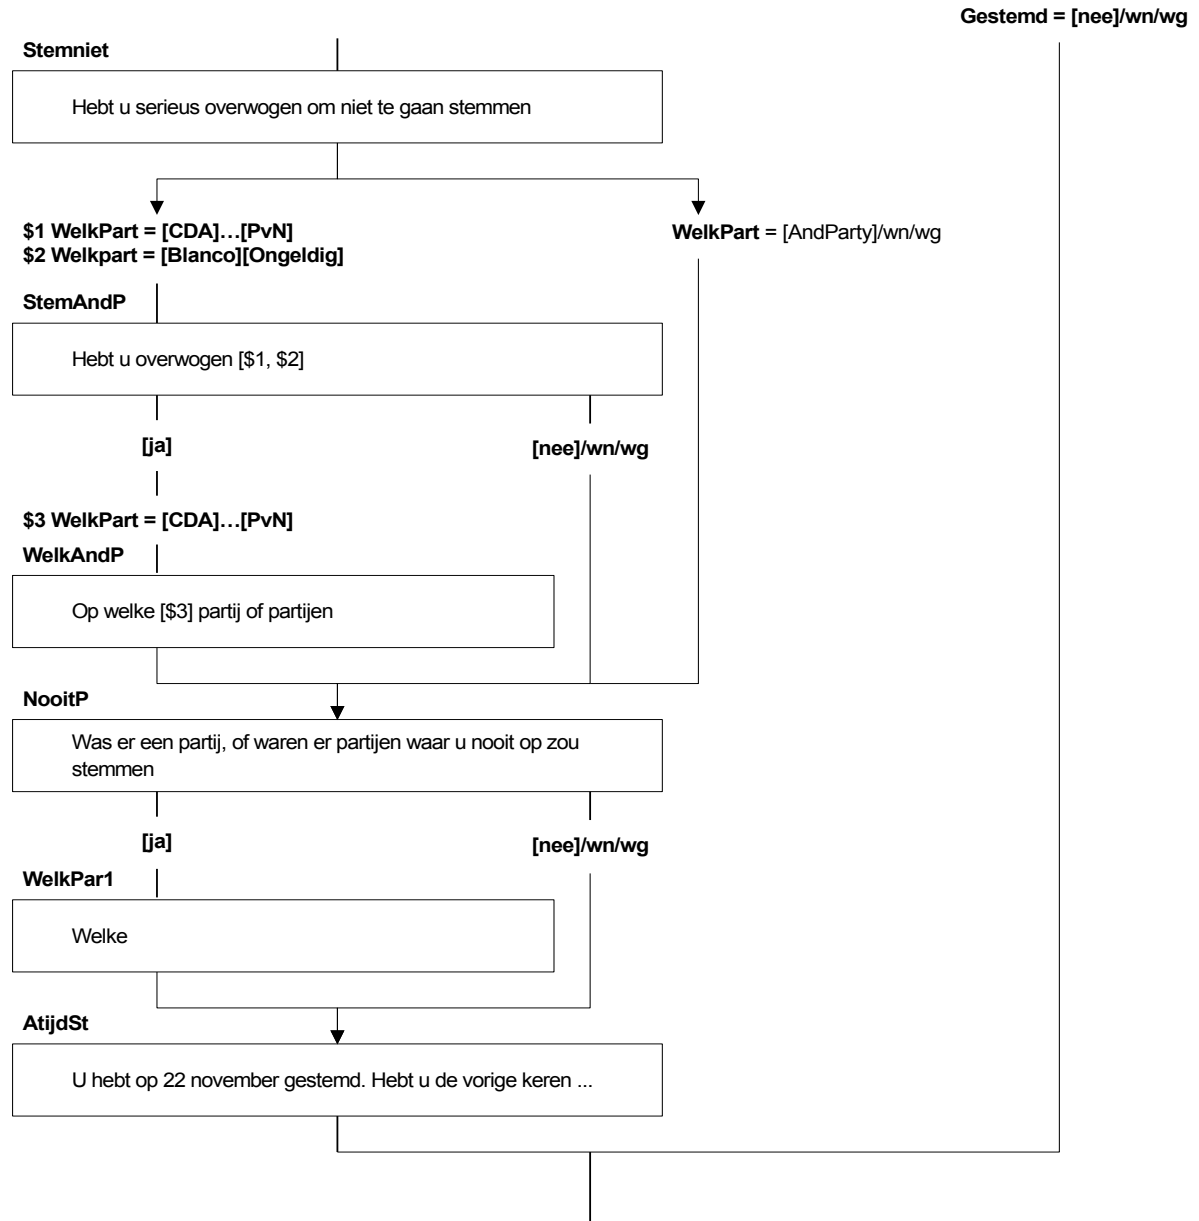 Gestemd = [nee]/wn/wg
Stemniet
Hebt u serieus overwogen om niet te gaan stemmen
$1 WelkPart = [CDA]…[PvN]
$2 Welkpart = [Blanco][Ongeldig]
WelkPart = [AndParty]/wn/wg
StemAndP
Hebt u overwogen [$1, $2]
[ja]
[nee]/wn/wg
$3 WelkPart = [CDA]…[PvN]
WelkAndP
Op welke [$3] partij of partijen
NooitP
Was er een partij, of waren er partijen waar u nooit op zou
stemmen
[ja]
[nee]/wn/wg
WelkPar1
Welke
AtijdSt
U hebt op 22 november gestemd. Hebt u de vorige keren ...